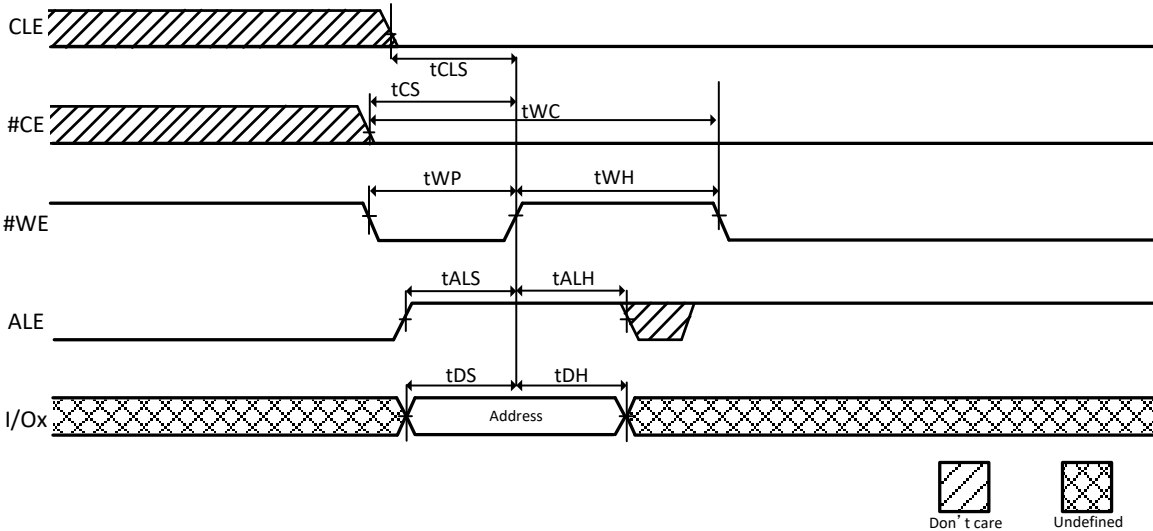 CLE
tCLS
tCS
#CE
tWC
tWP
tWH
#WE
tALS
tALH
ALE
tDS
tDH
I/Ox
Address
Don’t care
Undefined